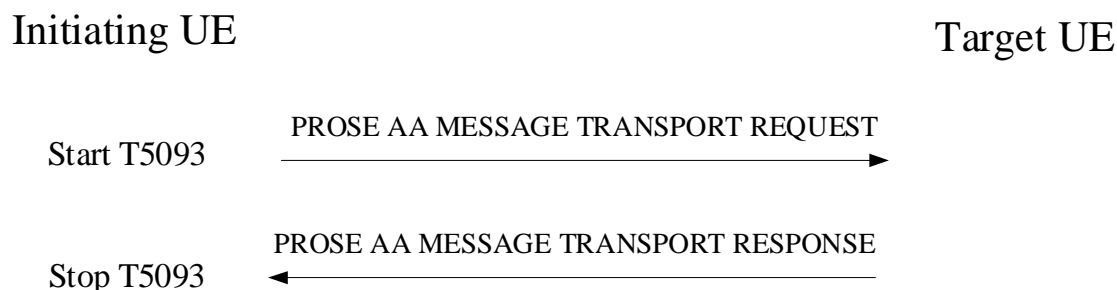 Initiating UE
Target UE
PROSE AA MESSAGE TRANSPORT REQUEST
Start T5093
PROSE AA MESSAGE TRANSPORT RESPONSE
Stop T5093